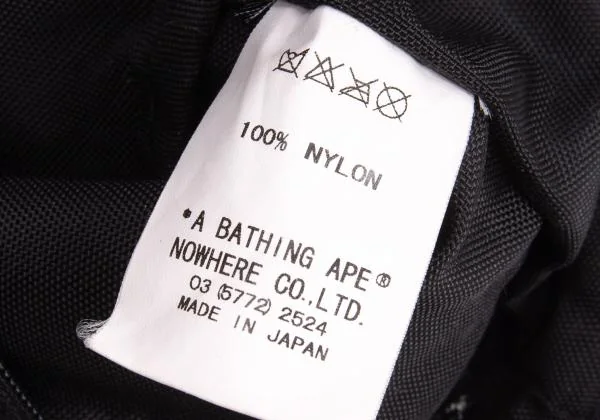 100% NYLON
*A BATHING APE®
NOWHERE CO.,LTD.
03 (5772) 2524
MADE IN JAPAN